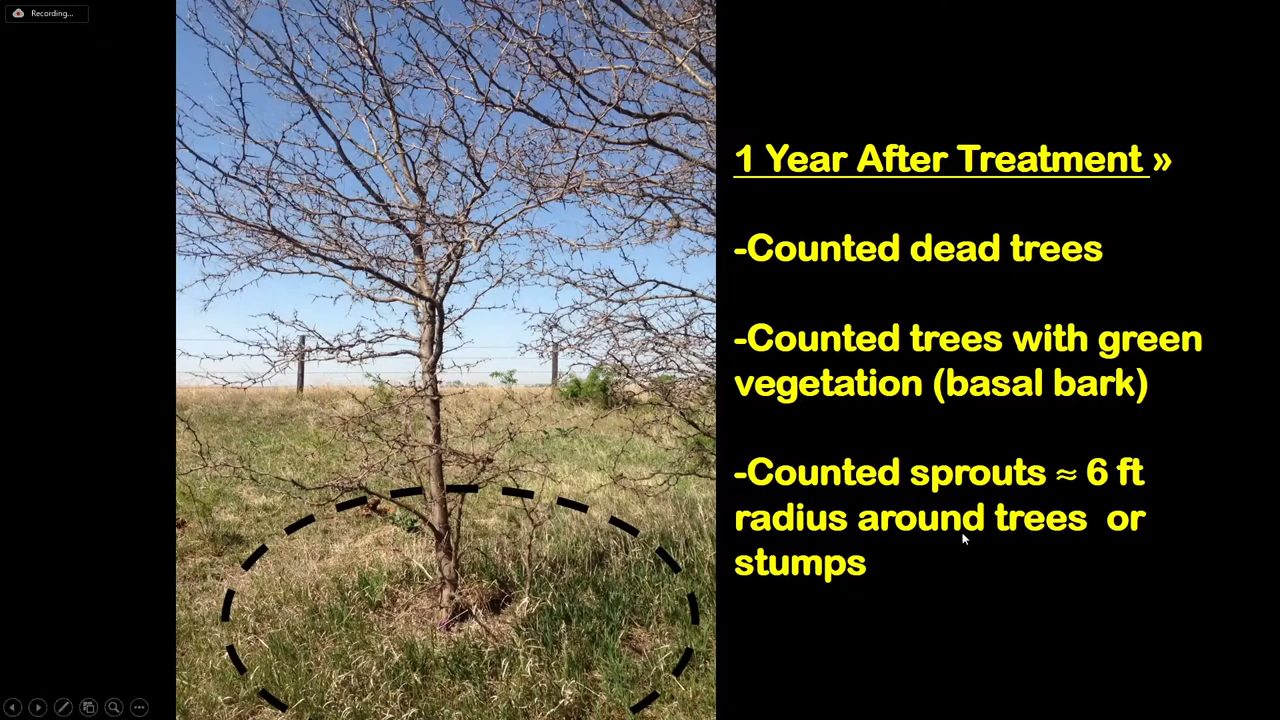 Recording...
1 Year After Treatment »
-Counted dead trees
-Counted trees with green
vegetation (basal bark)
-Counted sprouts ≈ 6 ft
radius around trees or
stumps